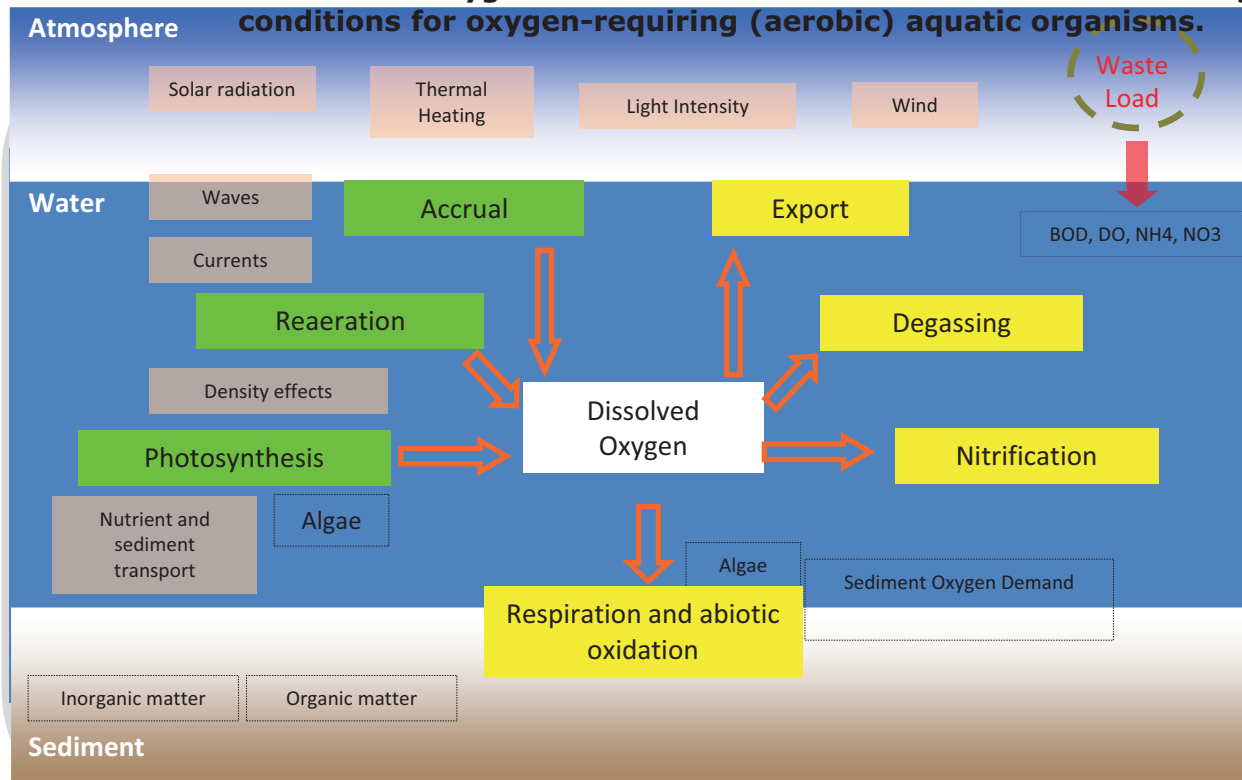 conditions for oxygen-requiring (aerobic) aquatic organisms.
Atmosphere
Solar radiation
Thermal
Heating
Light Intensity
Wind
Waste
Load
Water
Waves
Accrual
Export
BOD, DO, NH4, NO3
Currents
Reaeration
Degassing
Density effects
Dissolved
Oxygen
Photosynthesis
Nitrification
Nutrient and
sediment
transport
Algae
Algae
Sediment Oxygen Demand
Respiration and abiotic
oxidation
Inorganic matter
Organic matter
Sediment